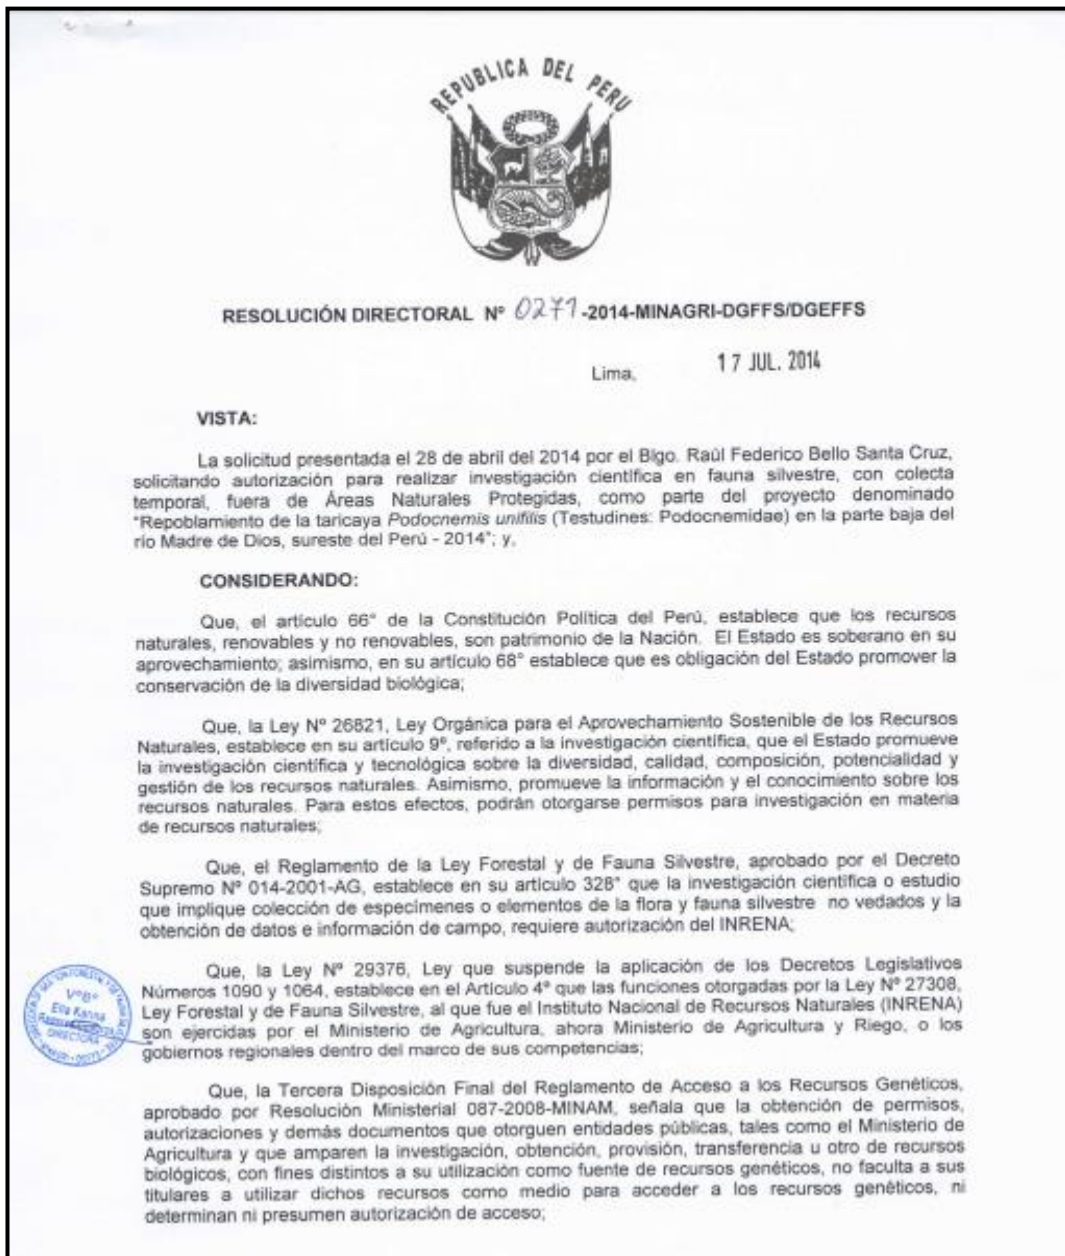 REPUBLICA DEL PERU
RESOLUCIÓN DIRECTORAL Nº 0271-2014-MINAGRI-DGFFS/DGEFFS
Lima, 17 JUL. 2014
VISTA:
La solicitud presentada el 28 de abril del 2014 por el Blgo. Raúl Federico Bello Santa Cruz,
solicitando autorización para realizar investigación científica en fauna silvestre, con colecta
temporal, fuera de Áreas Naturales Protegidas, como parte del proyecto denominado
"Repoblamiento de la taricaya Podocnemis unifilis (Testudines: Podocnemidae) en la parte baja del
río Madre de Dios, sureste del Perú - 2014"; y,
CONSIDERANDO:
Que, el artículo 66° de la Constitución Política del Perú, establece que los recursos
naturales, renovables y no renovables, son patrimonio de la Nación. El Estado es soberano en su
aprovechamiento; asimismo, en su artículo 68° establece que es obligación del Estado promover la
conservación de la diversidad biológica;
Que, la Ley Nº 26821, Ley Orgánica para el Aprovechamiento Sostenible de los Recursos
Naturales, establece en su artículo 9º, referido a la investigación científica, que el Estado promueve
la investigación científica y tecnológica sobre la diversidad, calidad, composición, potencialidad y
gestión de los recursos naturales. Asimismo, promueve la información y el conocimiento sobre los
recursos naturales. Para estos efectos, podrán otorgarse permisos para investigación en materia
de recursos naturales;
Que, el Reglamento de la Ley Forestal y de Fauna Silvestre, aprobado por el Decreto
Supremo Nº 014-2001-AG, establece en su artículo 328° que la investigación científica o estudio
que implique colección de especímenes o elementos de la flora y fauna silvestre no vedados y la
obtención de datos e información de campo, requiere autorización del INRENA;
Que, la Ley Nº 29376, Ley que suspende la aplicación de los Decretos Legislativos
Números 1090 y 1064, establece en el Artículo 4º que las funciones otorgadas por la Ley Nº 27308,
Ley Forestal y de Fauna Silvestre, al que fue el Instituto Nacional de Recursos Naturales (INRENA)
son ejercidas por el Ministerio de Agricultura, ahora Ministerio de Agricultura y Riego, o los
gobiernos regionales dentro del marco de sus competencias;
VºBº
Ella Karina
DIRECTORA
Que, la Tercera Disposición Final del Reglamento de Acceso a los Recursos Genéticos,
aprobado por Resolución Ministerial 087-2008-MINAM, señala que la obtención de permisos,
autorizaciones y demás documentos que otorguen entidades públicas, tales como el Ministerio de
Agricultura y que amparen la investigación, obtención, provisión, transferencia u otro de recursos
biológicos, con fines distintos a su utilización como fuente de recursos genéticos, no faculta a sus
titulares a utilizar dichos recursos como medio para acceder a los recursos genéticos, ni
determinan ni presumen autorización de acceso;